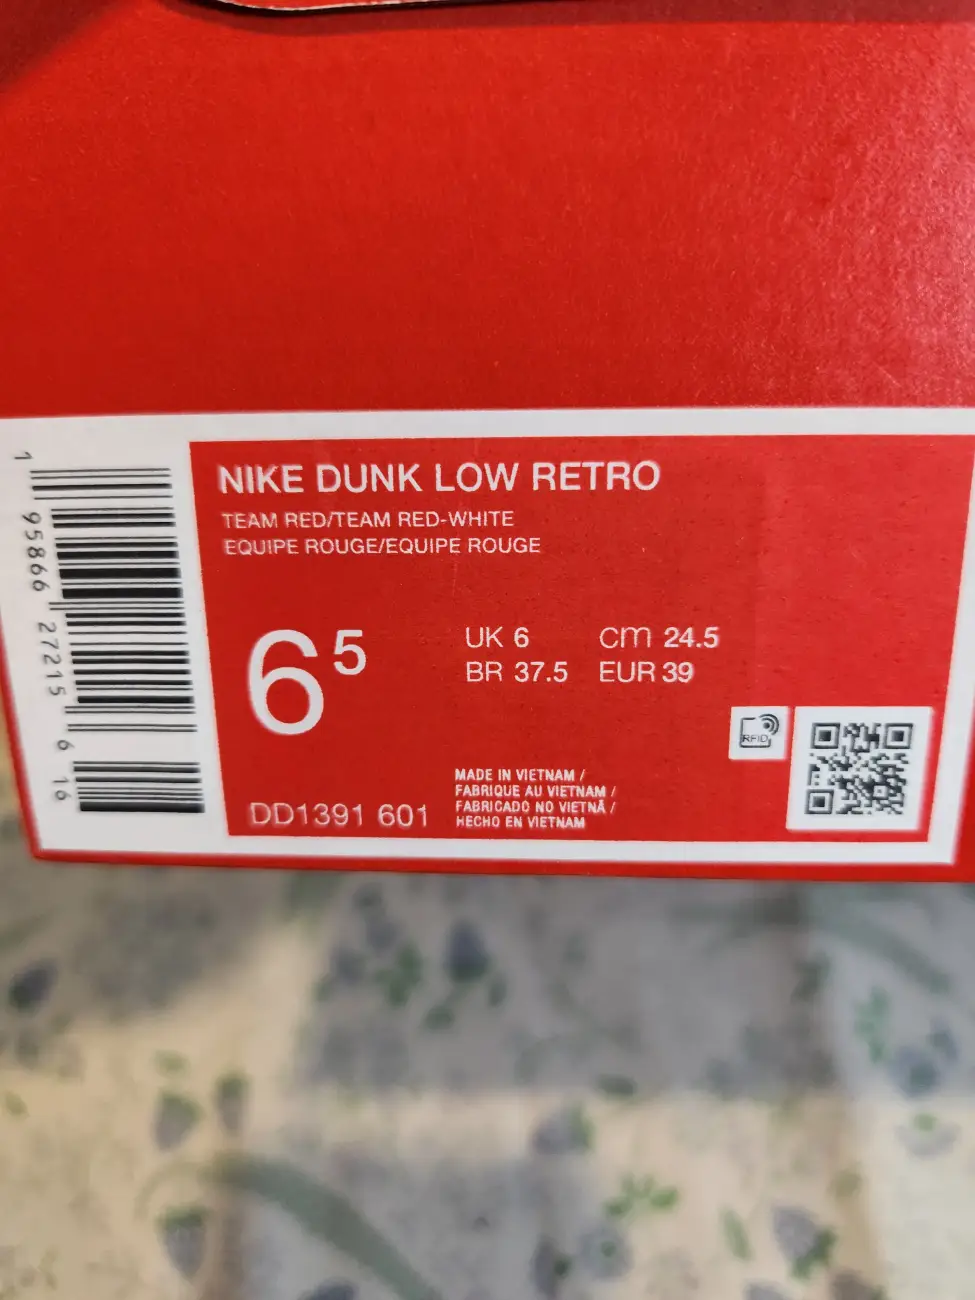 NIKE DUNK LOW RETRO
TEAM RED/TEAM RED-WHITE
EQUIPE ROUGE/EQUIPE ROUGE
6 5
UK 6 cm 24.5
BR 37.5 EUR 39
RFID
MADE IN VIETNAM /
FABRIQUE AU VIETNAM /
FABRICADO NO VIETNÃ /
HECHO EN VIETNAM
DD1391 601
1 95866 27215 6 16